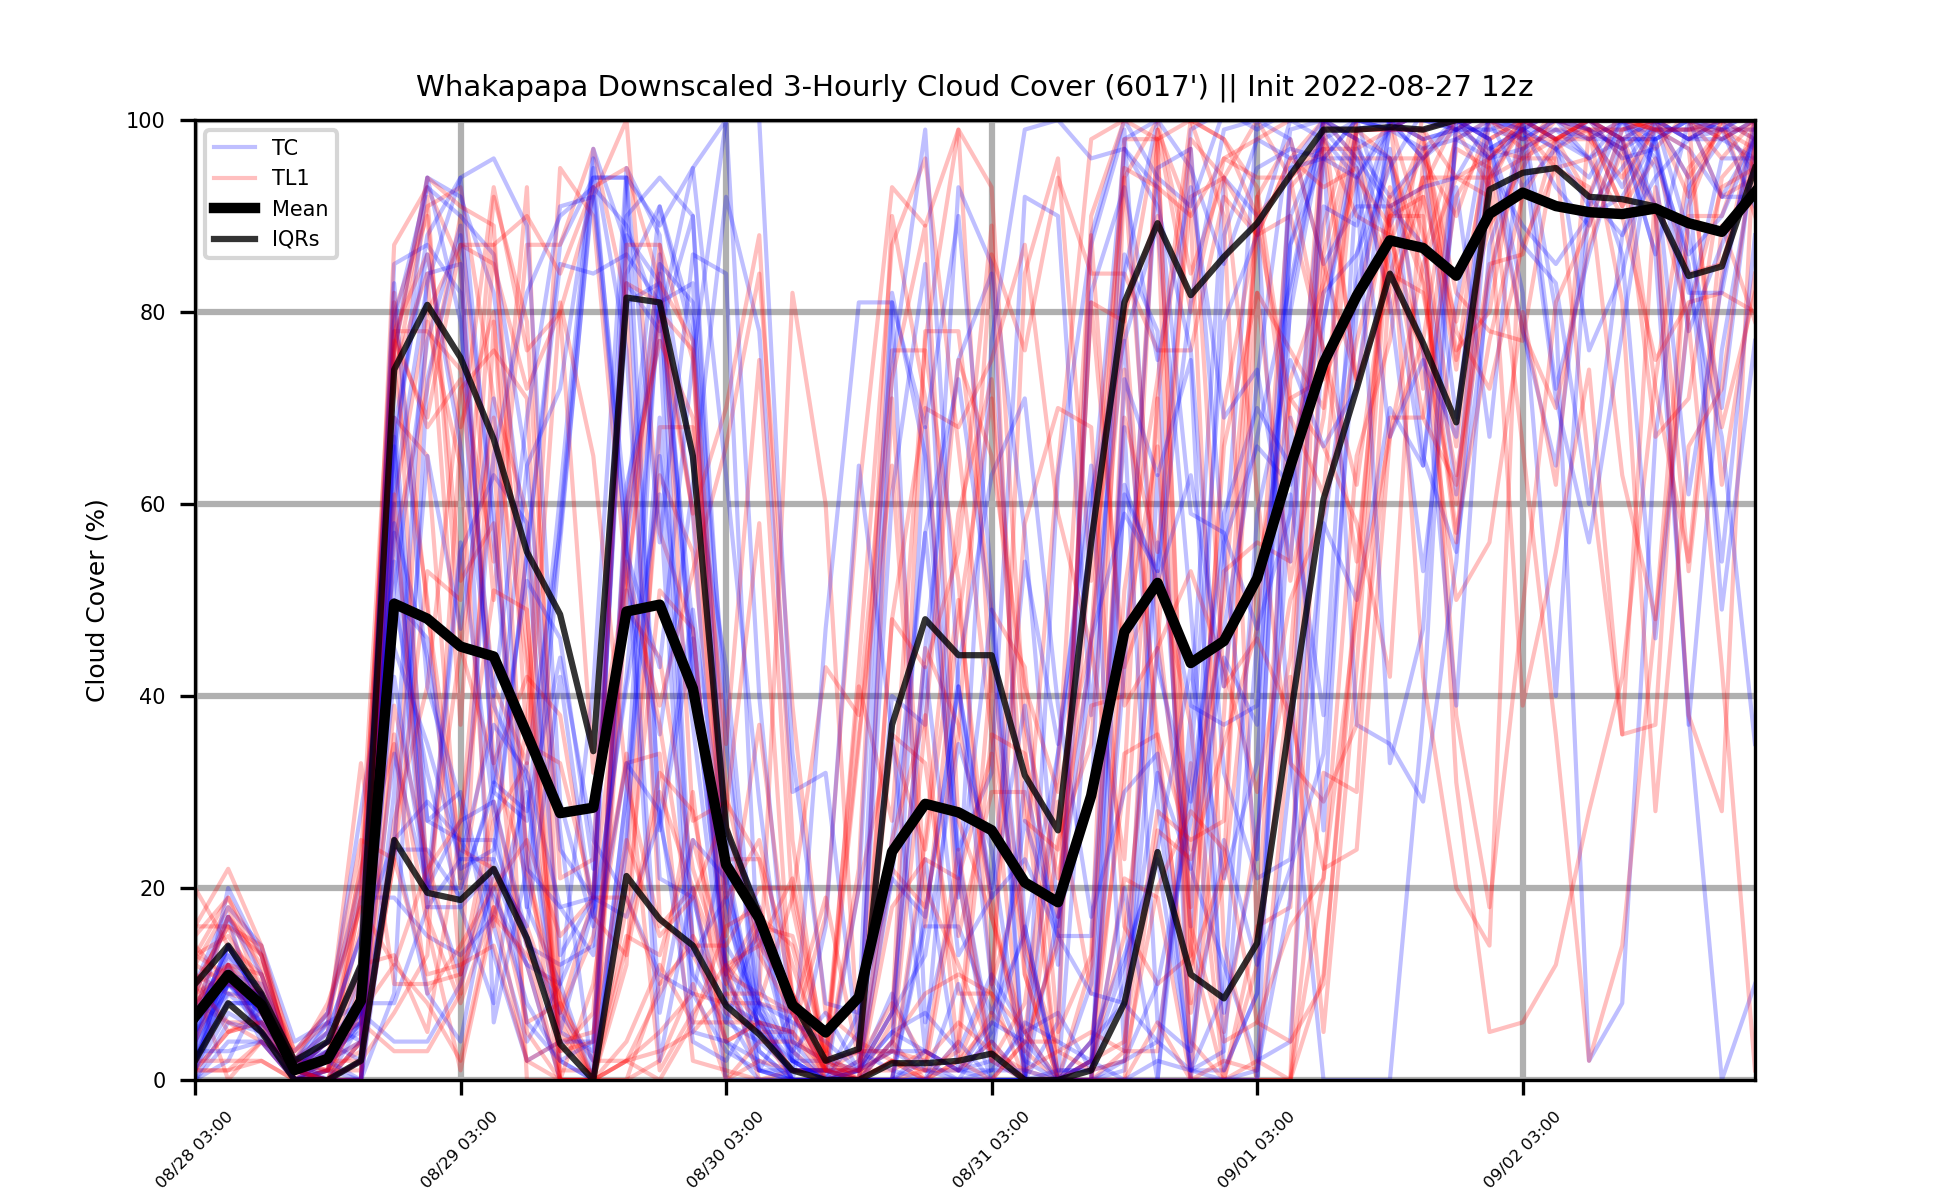 Whakapapa Downscaled 3-Hourly Cloud Cover (6017') || Init 2022-08-27 12z
TC
TL1
Mean
IQRs
Cloud Cover (%)
100
80
60
40
20
0
08/28 03:00
08/29 03:00
08/30 03:00
08/31 03:00
09/01 03:00
09/02 03:00